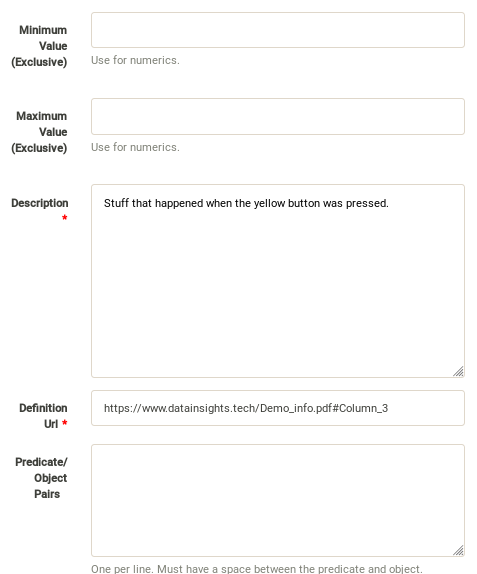 Minimum
Value
(Exclusive)
Use for numerics.
Maximum
Value
(Exclusive)
Use for numerics.
Description
*
Stuff that happened when the yellow button was pressed.
Definition
Url *
https://www.datainsights.tech/Demo_info.pdf#Column_3
Predicate/
Object
Pairs
One per line. Must have a space between the predicate and object.